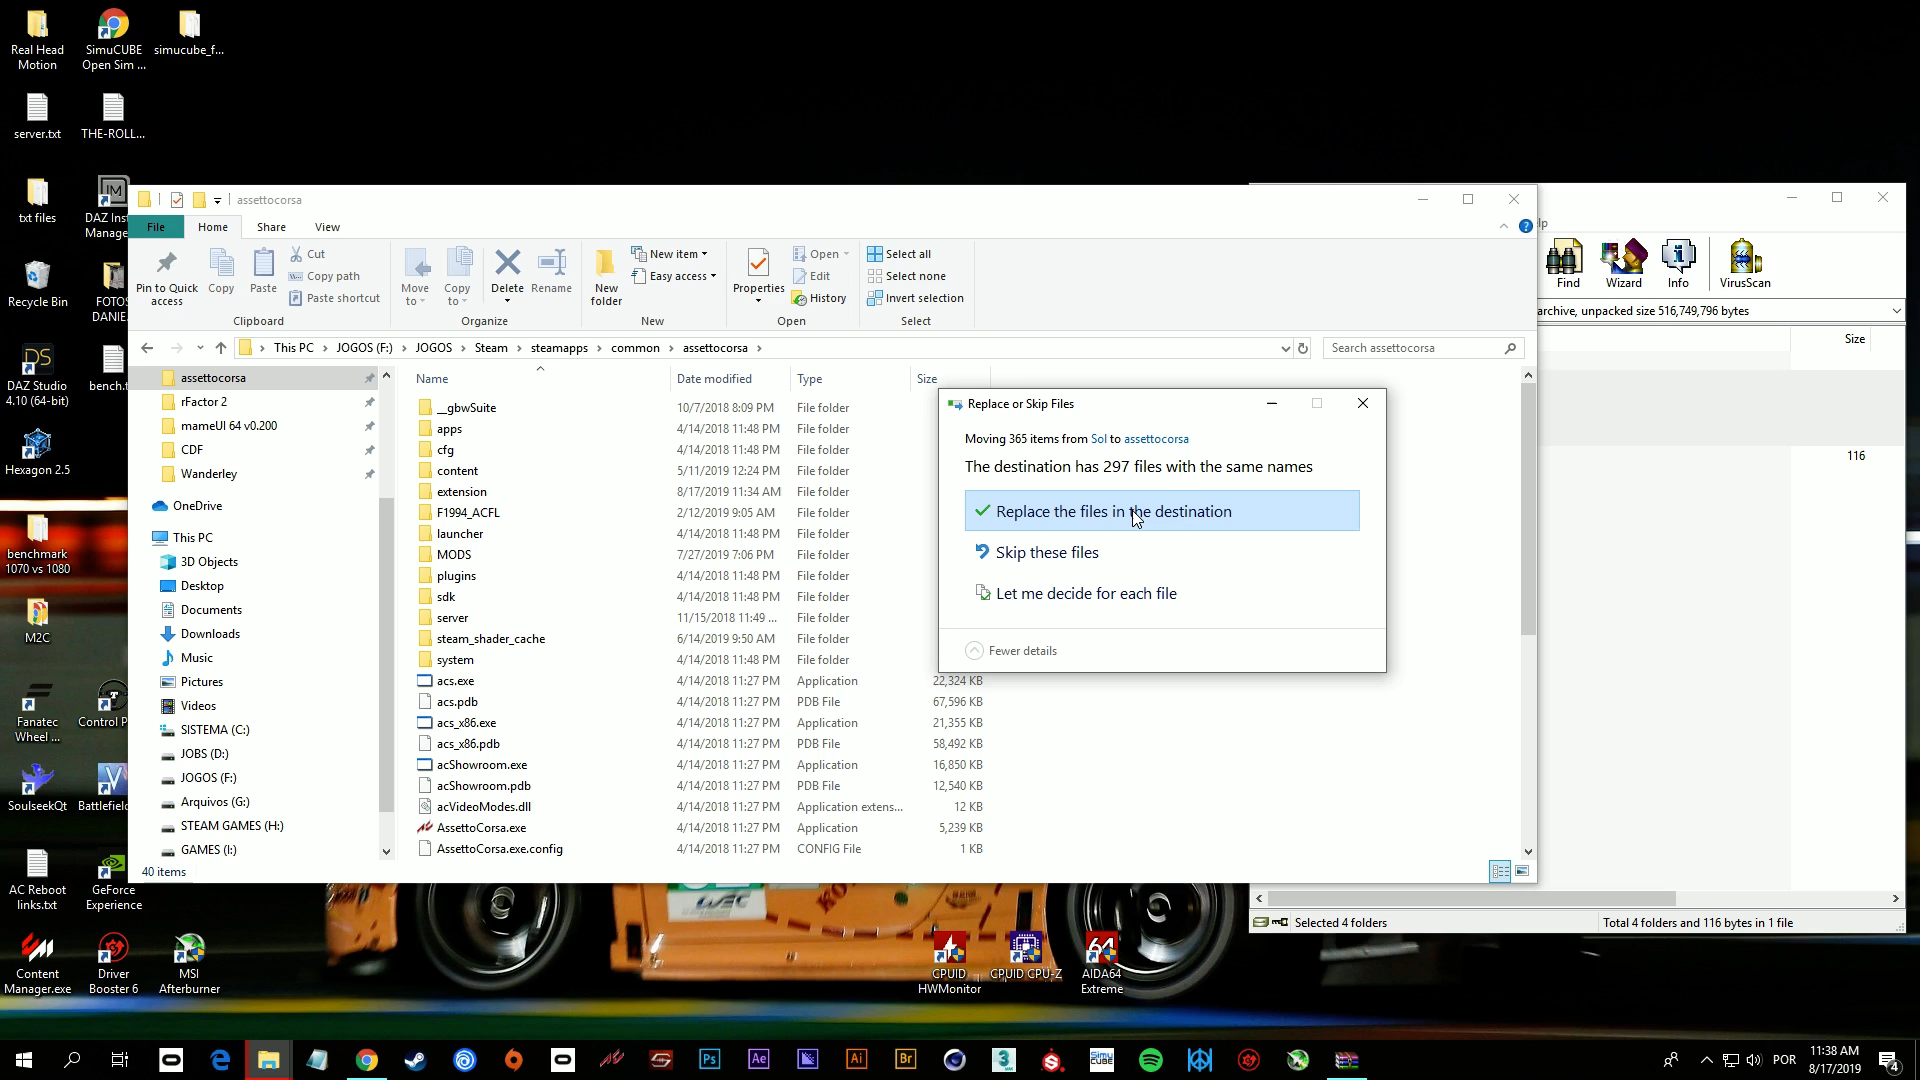 Real Head
Motion
SimuCUBE
Open Sim ...
simucube_f...
server.txt
THE-ROLL...
txt files
DAZ Inst
Manage
Recycle Bin
FOTOS
DANIE.
DAZ Studio
4.10 (64-bit)
bench.t
Hexagon 2.5
benchmark
1070 vs 1080
M2C
Fanatec
Wheel ...
Control P
SoulseekQt
Battlefield
AC Reboot
links.txt
GeForce
Experience
Content
Manager.exe
Driver
Booster 6
MSI
Afterburner
CPUID
HWMonitor
CPUID CPU-Z
AIDA64
Extreme
assettocorsa
File
Home
Share
View
Pin to Quick
access
Copy
Paste
Cut
Copy path
Paste shortcut
Clipboard
Move
to
Copy
to
Delete
Rename
Organize
New
folder
New item
Easy access
New
Properties
Open
Edit
History
Open
Select all
Select none
Invert selection
Select
This PC
JOGOS (F:)
JOGOS
Steam
steamapps
common
assettocorsa
Search assettocorsa
assettocorsa
rFactor 2
mameUI 64 v0.200
CDF
Wanderley
OneDrive
This PC
3D Objects
Desktop
Documents
Downloads
Music
Pictures
Videos
SISTEMA (C:)
JOBS (D:)
JOGOS (F:)
Arquivos (G:)
STEAM GAMES (H:)
GAMES (I:)
Name Date modified Type Size
__gbwSuite 10/7/2018 8:09 PM File folder
apps 4/14/2018 11:48 PM File folder
cfg 4/14/2018 11:48 PM File folder
content 5/11/2019 12:24 PM File folder
extension 8/17/2019 11:34 AM File folder
F1994_ACFL 2/12/2019 9:05 AM File folder
launcher 4/14/2018 11:48 PM File folder
MODS 7/27/2019 7:06 PM File folder
plugins 4/14/2018 11:48 PM File folder
sdk 4/14/2018 11:48 PM File folder
server 11/15/2018 11:49 ... File folder
steam_shader_cache 6/14/2019 9:50 AM File folder
system 4/14/2018 11:48 PM File folder
acs.exe 4/14/2018 11:27 PM Application 22,324 KB
acs.pdb 4/14/2018 11:27 PM PDB File 67,596 KB
acs_x86.exe 4/14/2018 11:27 PM Application 21,355 KB
acs_x86.pdb 4/14/2018 11:27 PM PDB File 58,492 KB
acShowroom.exe 4/14/2018 11:27 PM Application 16,850 KB
acShowroom.pdb 4/14/2018 11:27 PM PDB File 12,540 KB
acVideoModes.dll 4/14/2018 11:27 PM Application extens... 12 KB
AssettoCorsa.exe 4/14/2018 11:27 PM Application 5,239 KB
AssettoCorsa.exe.config 4/14/2018 11:27 PM CONFIG File 1 KB
40 items
Replace or Skip Files
Moving 365 items from Sol to assettocorsa
The destination has 297 files with the same names
Replace the files in the destination
Skip these files
Let me decide for each file
Fewer details
lp
Find
Wizard
Info
VirusScan
archive, unpacked size 516,749,796 bytes
Size
116
Selected 4 folders
Total 4 folders and 116 bytes in 1 file
WEC
Ps
Ae
Ai
Br
3
SIMU
CUBE
POR
11:38 AM
8/17/2019
4